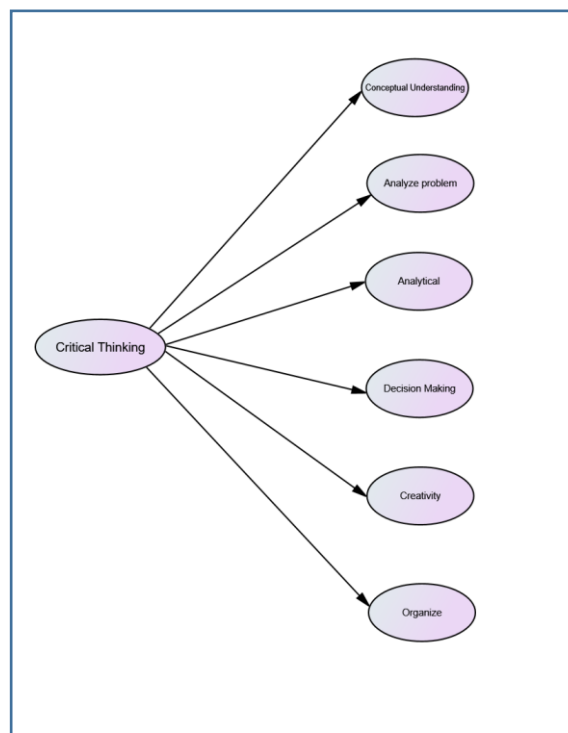 Conceptual Understanding
Analyze problem
Analytical
Critical Thinking
Decision Making
Creativity
Organize